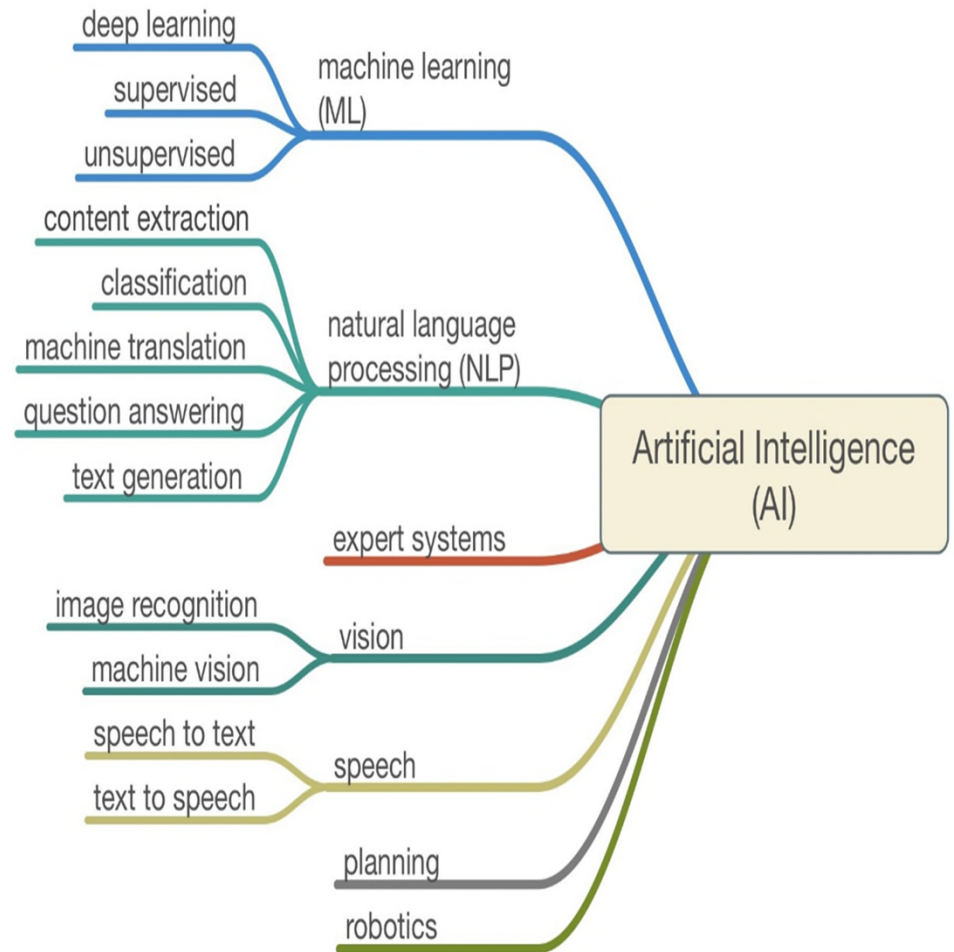 deep learning
supervised
unsupervised
machine learning
(ML)
content extraction
classification
machine translation
question answering
text generation
natural language
processing (NLP)
expert systems
image recognition
machine vision
vision
speech to text
text to speech
speech
planning
robotics
Artificial Intelligence
(AI)